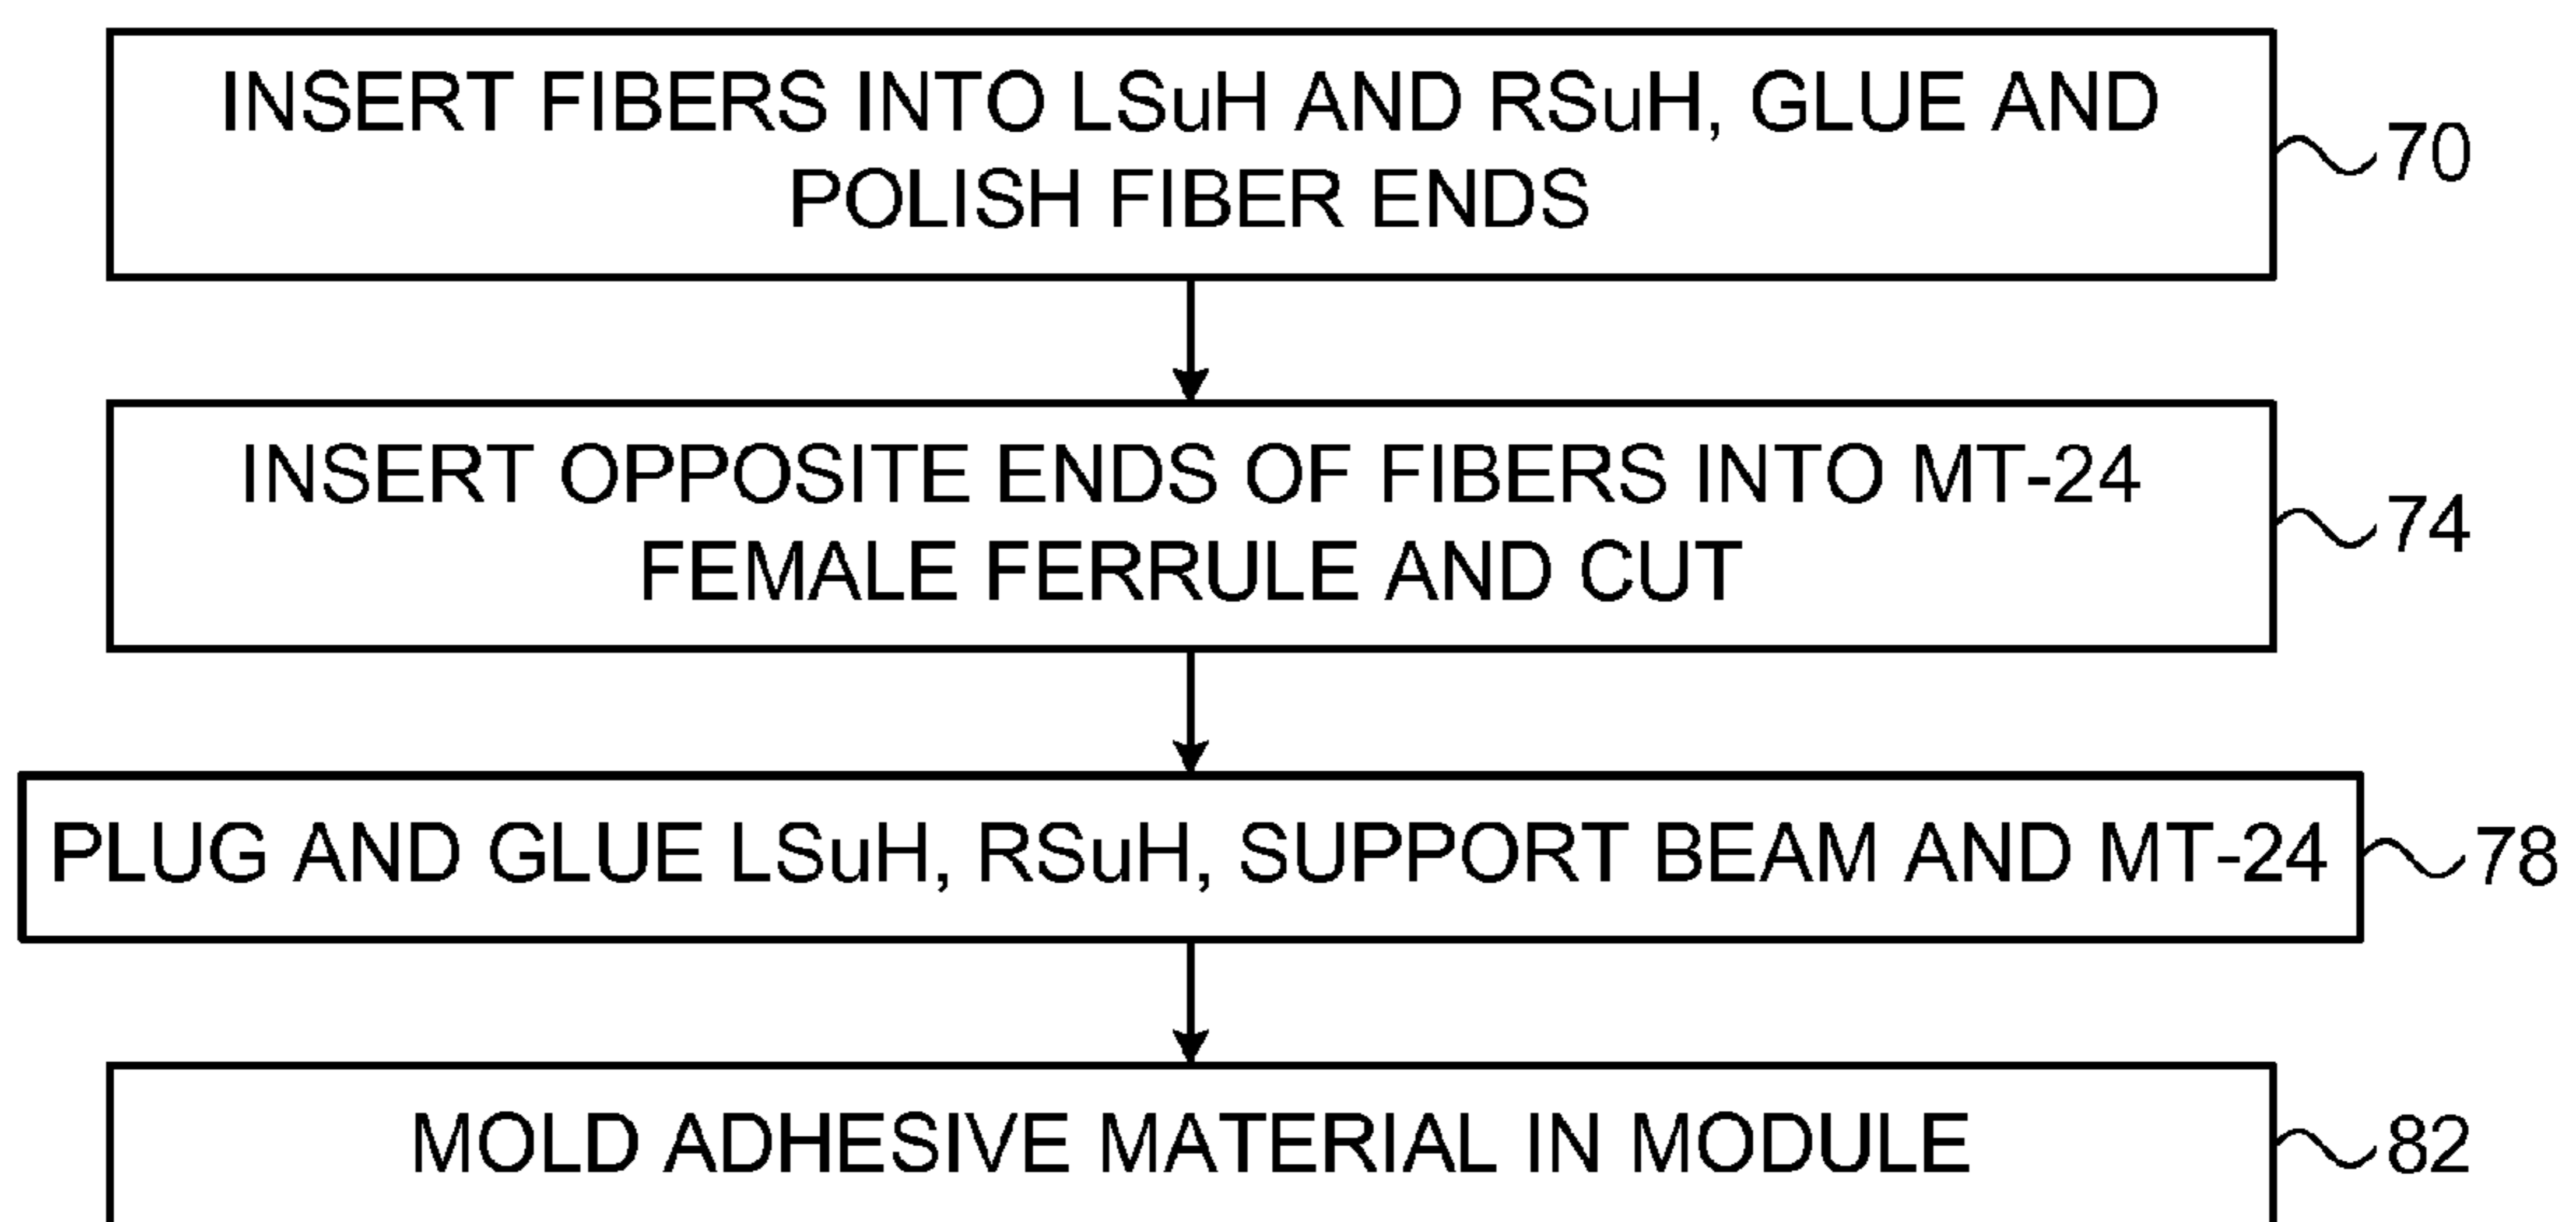 INSERT FIBERS INTO LSuH AND RSuH, GLUE AND
POLISH FIBER ENDS
70
INSERT OPPOSITE ENDS OF FIBERS INTO MT-24
FEMALE FERRULE AND CUT
74
PLUG AND GLUE LSuH, RSuH, SUPPORT BEAM AND MT-24
78
MOLD ADHESIVE MATERIAL IN MODULE
82